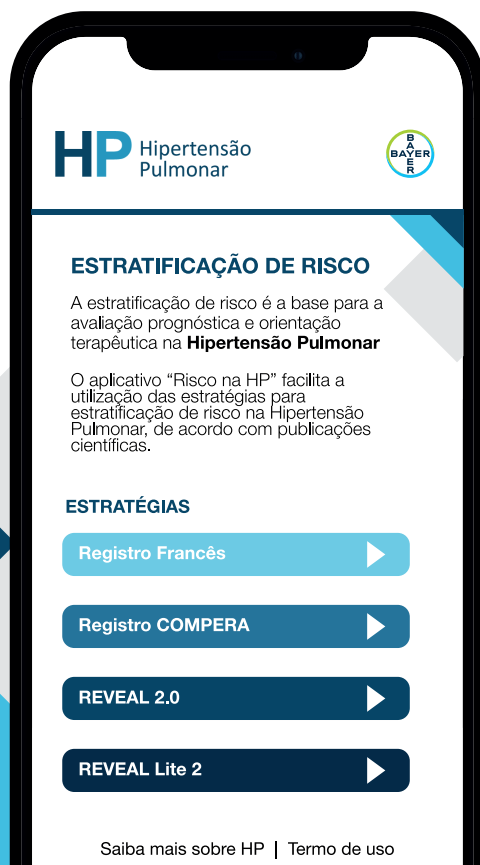 HP Hipertensão
Pulmonar
BAYER
BAYER
ESTRATIFICAÇÃO DE RISCO
A estratificação de risco é a base para a
avaliação prognóstica e orientação
terapêutica na Hipertensão Pulmonar
O aplicativo “Risco na HP” facilita a
utilização das estratégias para
estratificação de risco na Hipertensão
Pulmonar, de acordo com publicações
científicas.
ESTRATÉGIAS
Registro Francês
Registro COMPERA
REVEAL 2.0
REVEAL Lite 2
Saiba mais sobre HP | Termo de uso